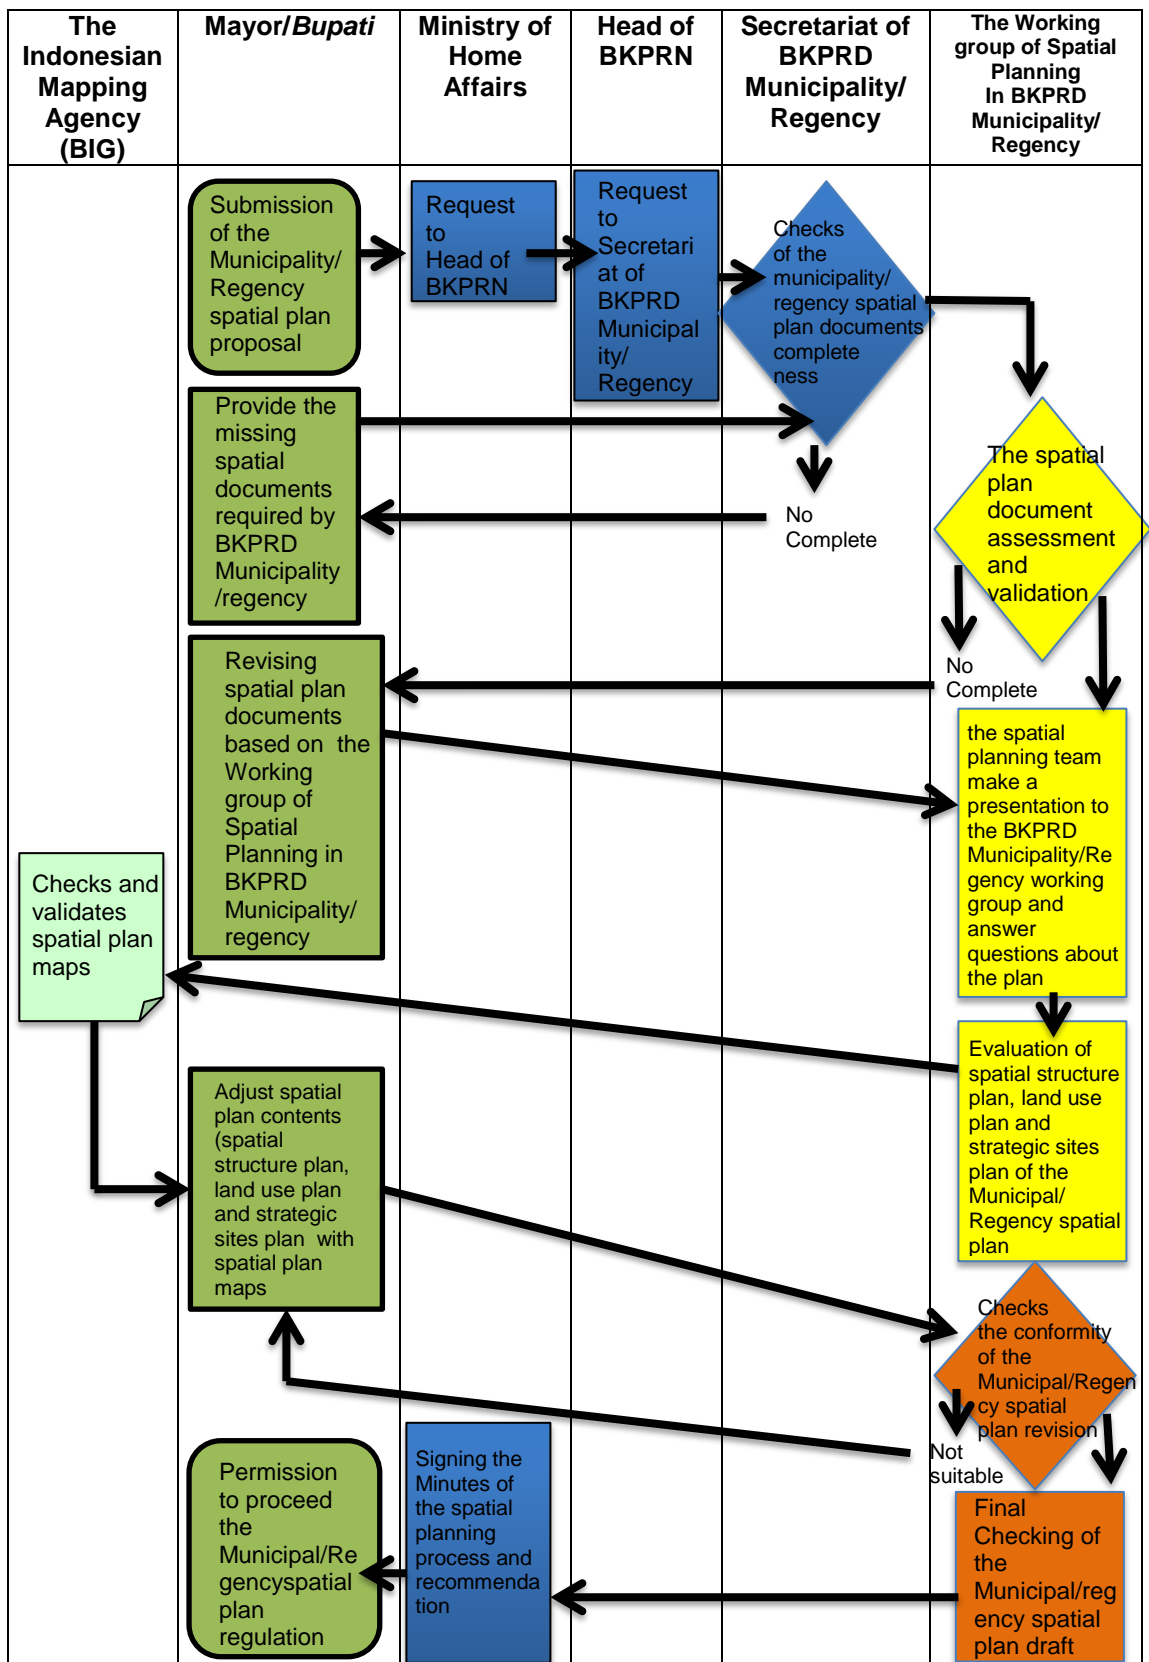 The
Indonesian
Mapping
Agency
(BIG)
Mayor/Bupati
Ministry of
Home
Affairs
Head of
BKPRN
Secretariat of
BKPRD
Municipality/
Regency
The Working
group of Spatial
Planning
In BKPRD
Municipality/
Regency
Submission
of the
Municipality/
Regency
spatial plan
proposal
Request
to
Head of
BKPRN
Request
to
Secretari
at of
BKPRD
Municipal
ity/
Regency
Checks
of the
municipality/
regency spatial
plan documents
complete
ness
Provide the
missing
spatial
documents
required by
BKPRD
Municipality
/regency
No
Complete
The spatial
plan
document
assessment
and
validation
No
Complete
Revising
spatial plan
documents
based on the
Working
group of
Spatial
Planning in
BKPRD
Municipality/
regency
the spatial
planning team
make a
presentation to
the BKPRD
Municipality/Re
gency working
group and
answer
questions about
the plan
Checks and
validates
spatial plan
maps
Evaluation of
spatial structure
plan, land use
plan and
strategic sites
plan of the
Municipal/
Regency spatial
plan
Adjust spatial
plan contents
(spatial
structure plan,
land use plan
and strategic
sites plan with
spatial plan
maps
Checks
the conformity
of the
Municipal/Regen
cy spatial
plan revision
Not
suitable
Permission
to proceed
the
Municipal/Re
gencyspatial
plan
regulation
Signing the
Minutes of
the spatial
planning
process and
recommenda
tion
Final
Checking of
the
Municipal/reg
ency spatial
plan draft